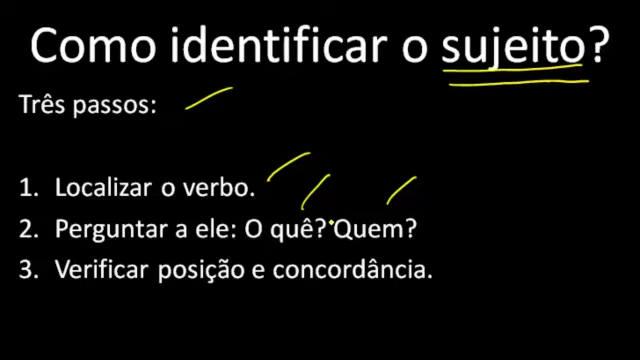 Como identificar o sujeito?
Três passos:
1. Localizar o verbo.
2. Perguntar a ele: O quê? Quem?
3. Verificar posição e concordância.